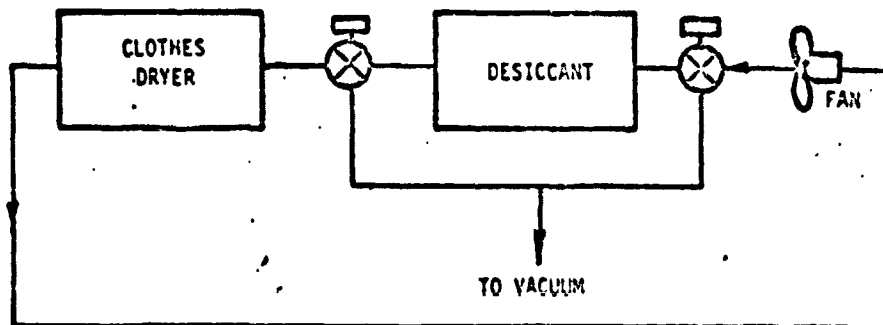 CLOTHES
DRYER
DESICCANT
FAN
TO VACUUM